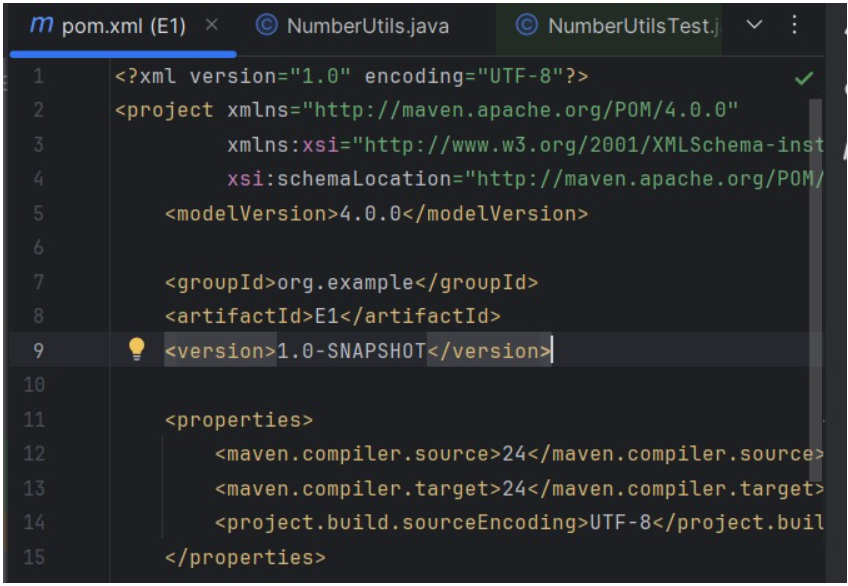 m pom.xml (E1) × © NumberUtils.java © NumberUtilsTest.j
1 <?xml version="1.0" encoding="UTF-8"?>
2 <project xmlns="http://maven.apache.org/POM/4.0.0"
3 xmlns:xsi="http://www.w3.org/2001/XMLSchema-inst
4 xsi:schemaLocation="http://maven.apache.org/POM/
5 <modelVersion>4.0.0</modelVersion>
6
7 <groupId>org.example</groupId>
8 <artifactId>E1</artifactId>
9 <version>1.0-SNAPSHOT</version>
10
11 <properties>
12 <maven.compiler.source>24</maven.compiler.source>
13 <maven.compiler.target>24</maven.compiler.target>
14 <project.build.sourceEncoding>UTF-8</project.buil
15 </properties>